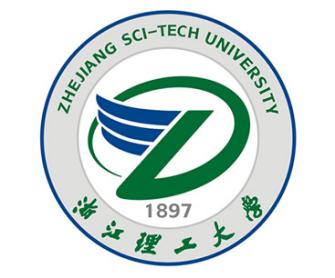 ZHEJIANG SCI-TECH UNIVERSITY
1897
浙江理工大学